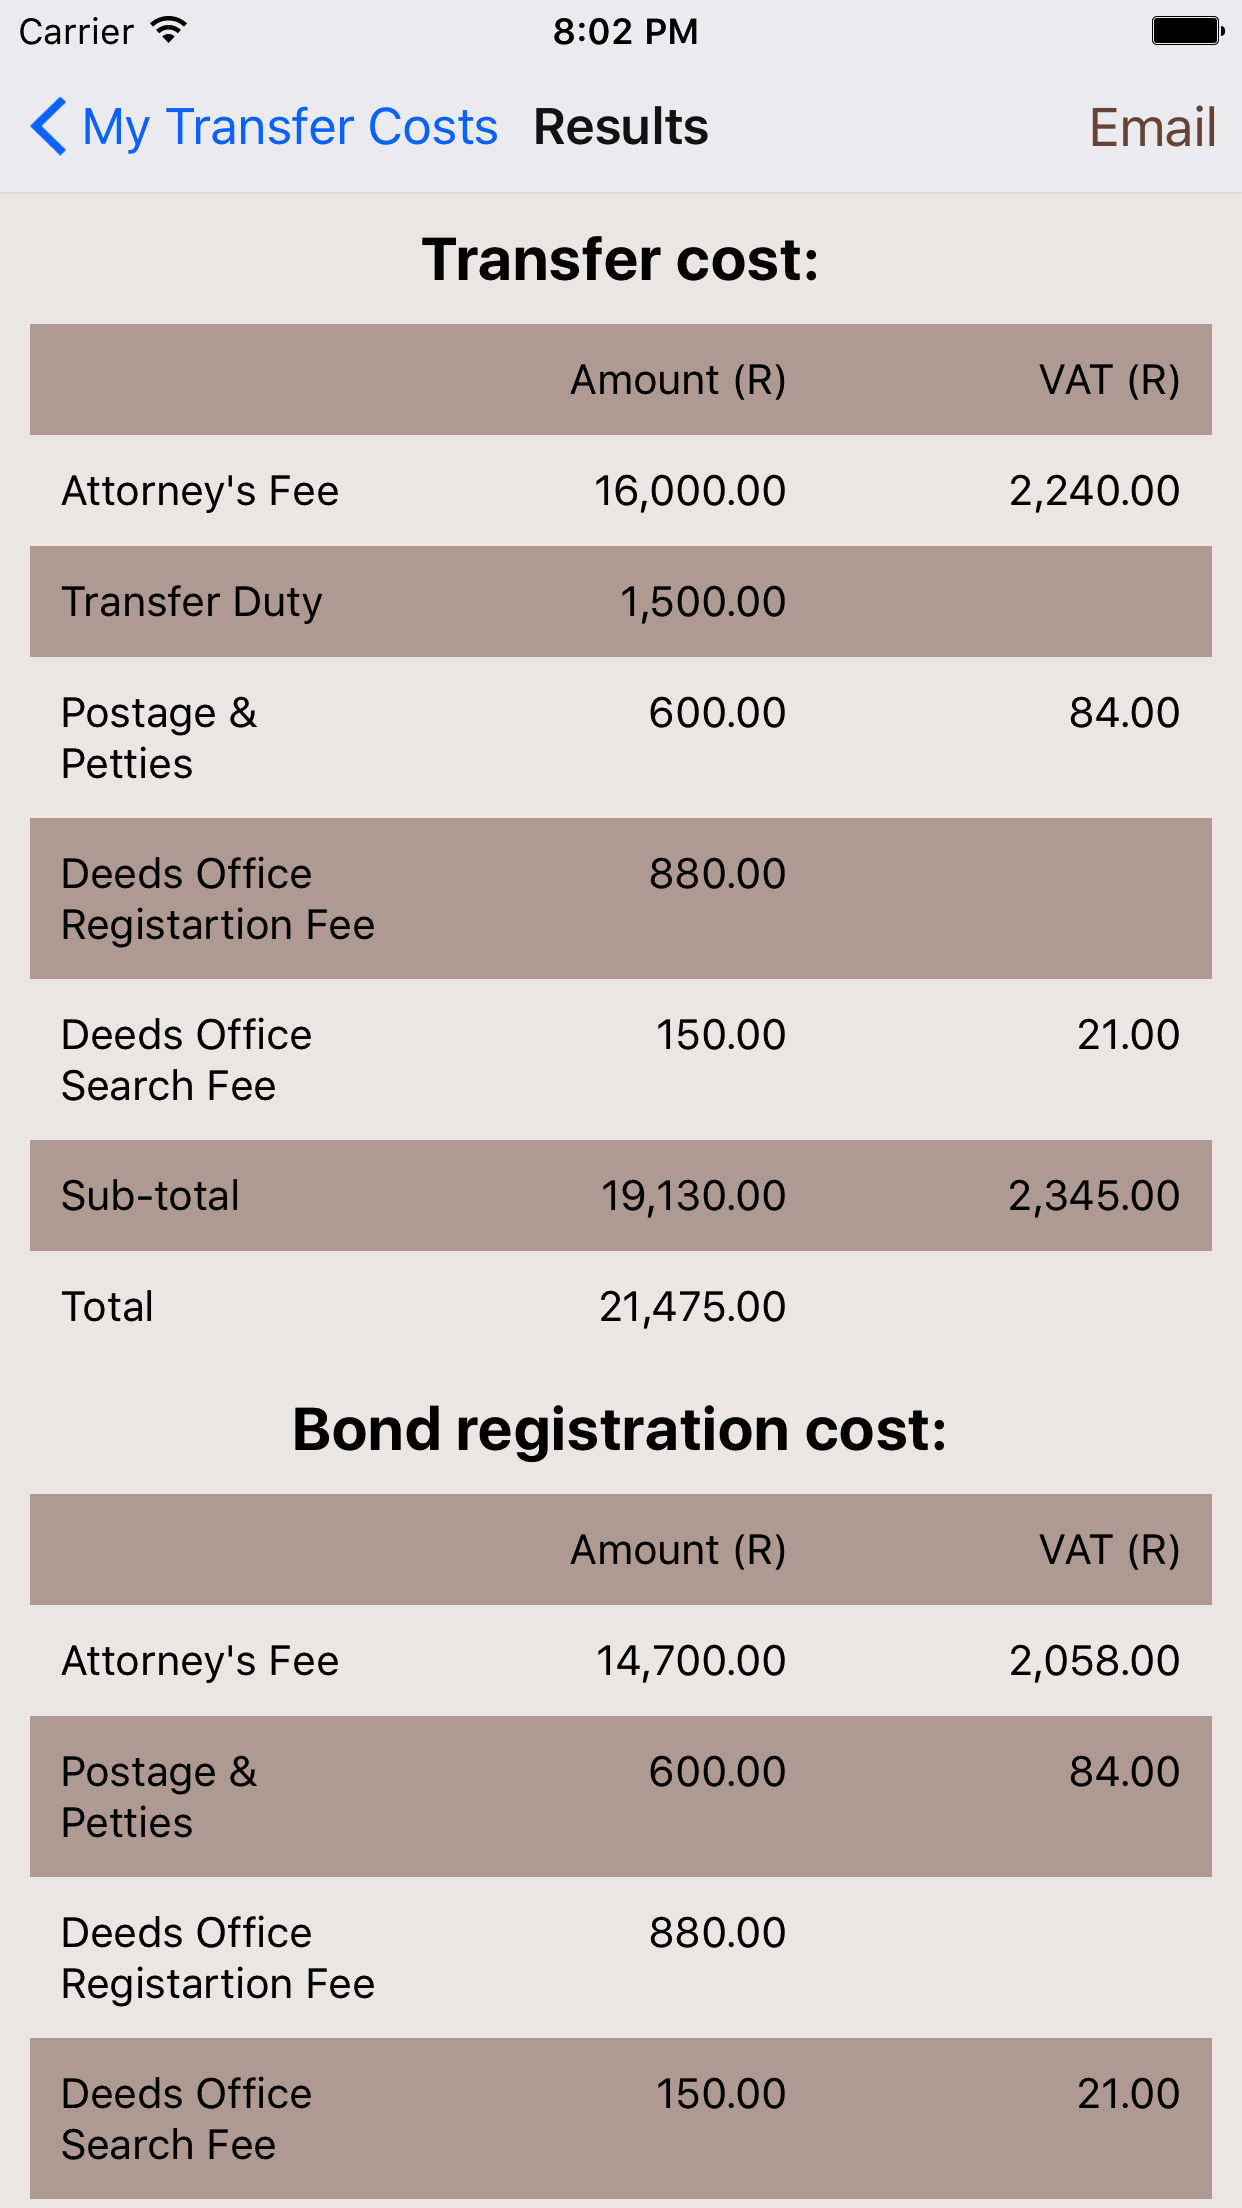 Carrier 8:02 PM
My Transfer Costs Results Email
Transfer cost:
Amount (R) VAT (R)
Attorney's Fee 16,000.00 2,240.00
Transfer Duty 1,500.00
Postage & 600.00 84.00
Petties
Deeds Office 880.00
Registartion Fee
Deeds Office 150.00 21.00
Search Fee
Sub-total 19,130.00 2,345.00
Total 21,475.00
Bond registration cost:
Amount (R) VAT (R)
Attorney's Fee 14,700.00 2,058.00
Postage & 600.00 84.00
Petties
Deeds Office 880.00
Registartion Fee
Deeds Office 150.00 21.00
Search Fee